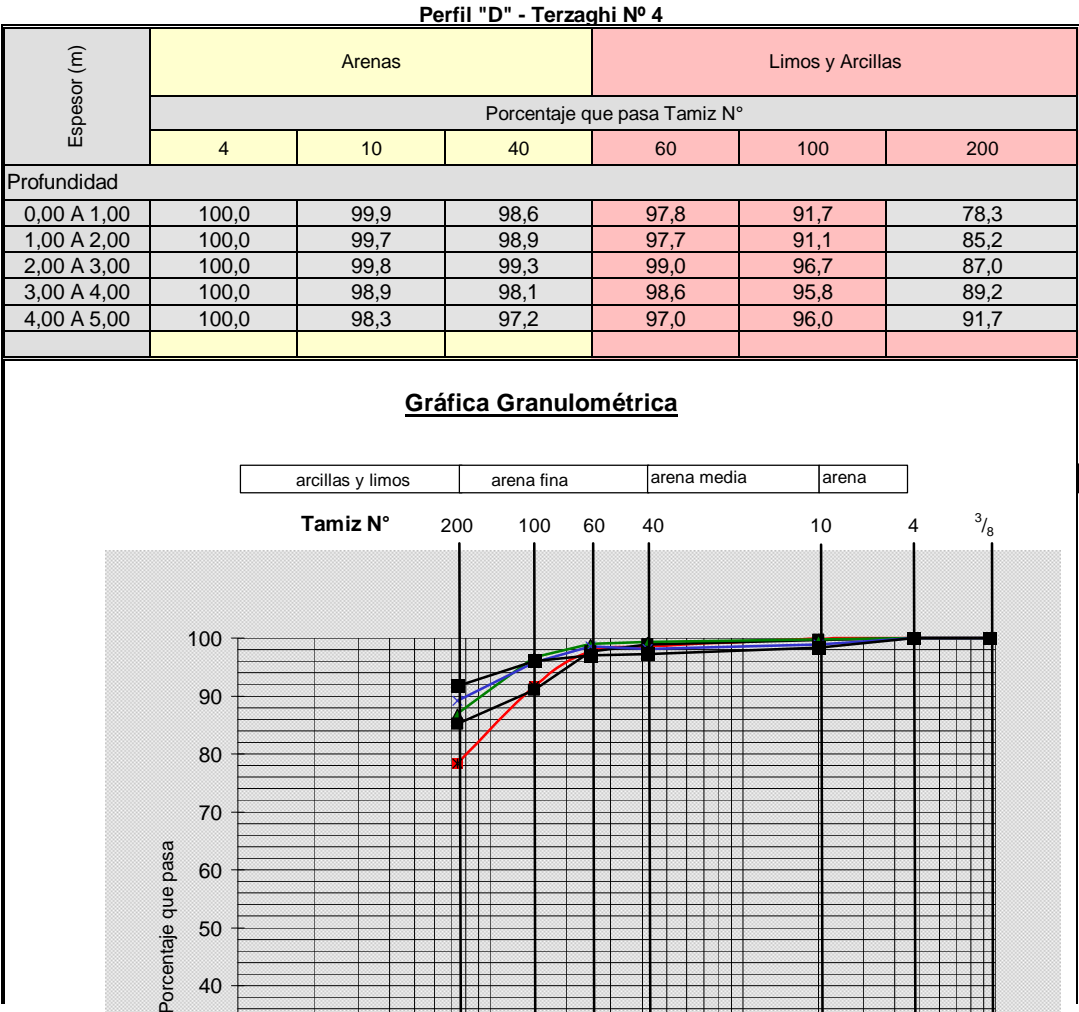 Perfil "D" - Terzaghi Nº 4
Espesor (m)
Arenas Limos y Arcillas
Porcentaje que pasa Tamiz N°
4 10 40 60 100 200
Profundidad
0,00 A 1,00 100,0 99,9 98,6 97,8 91,7 78,3
1,00 A 2,00 100,0 99,7 98,9 97,7 91,1 85,2
2,00 A 3,00 100,0 99,8 99,3 99,0 96,7 87,0
3,00 A 4,00 100,0 98,9 98,1 98,6 95,8 89,2
4,00 A 5,00 100,0 98,3 97,2 97,0 96,0 91,7
Gráfica Granulométrica
arcillas y limos arena fina arena media arena
Tamiz N° 200 100 60 40 10 4 3/8
100
90
80
70
60
50
40
Porcentaje que pasa